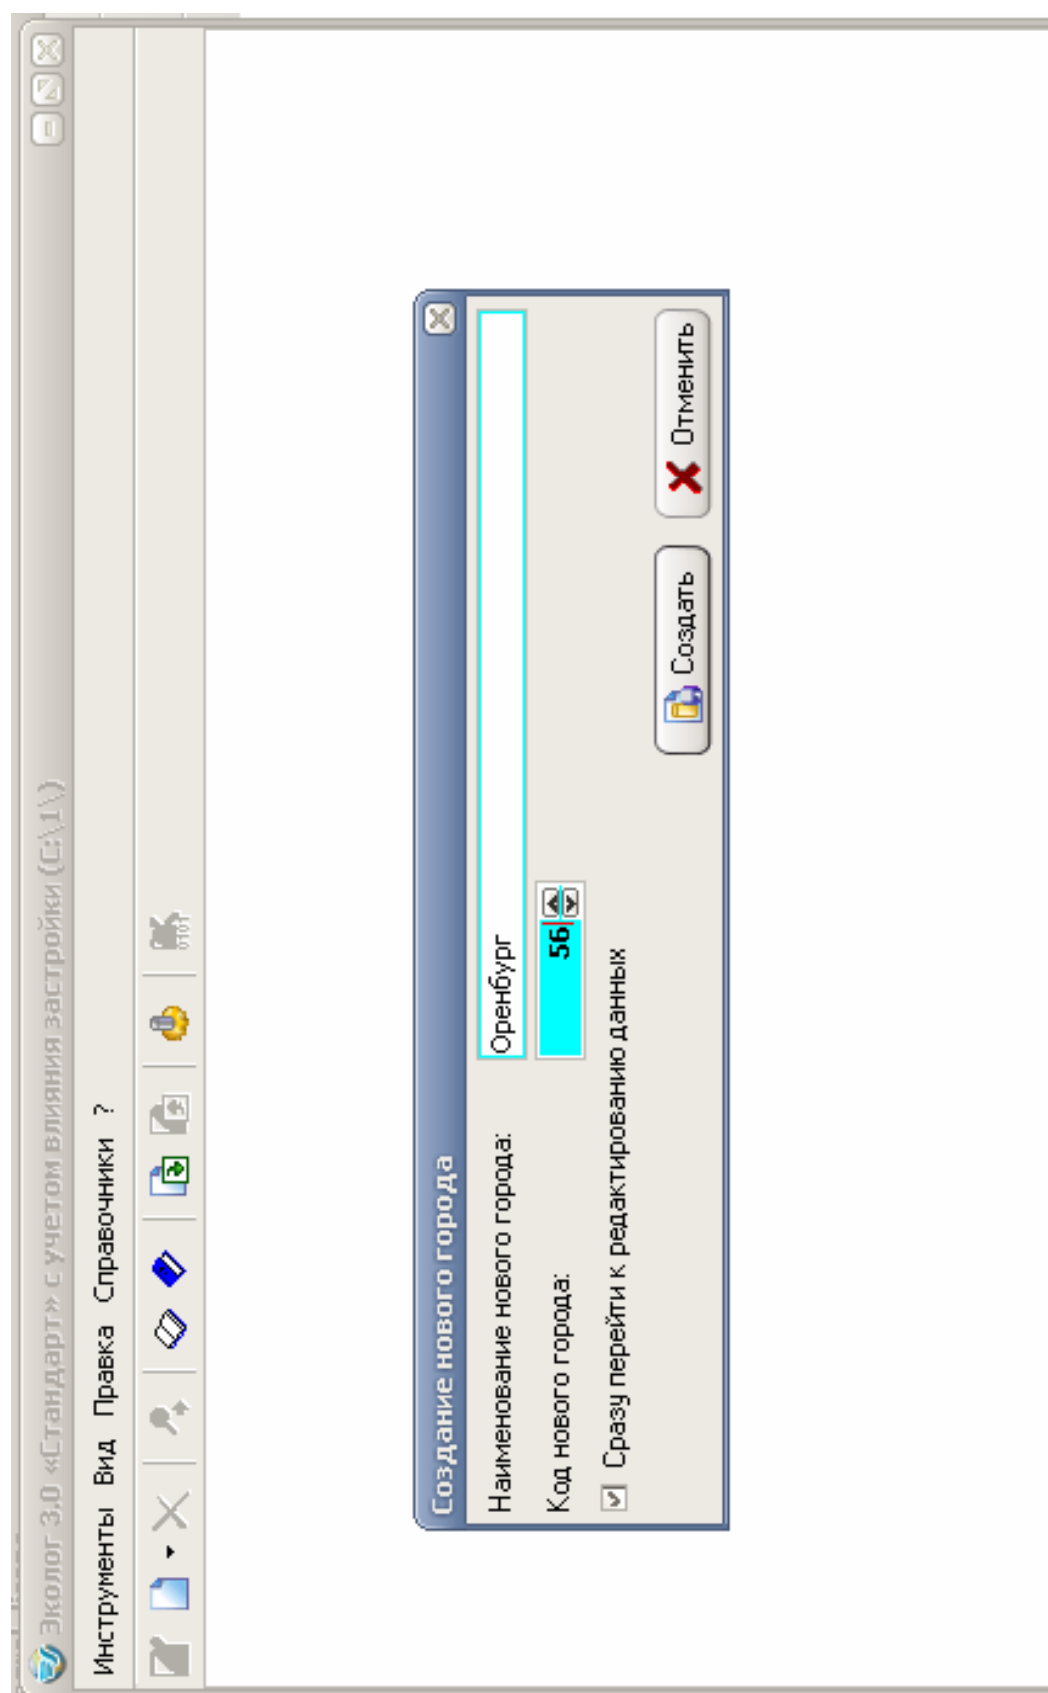 Эколог 3.0 «Стандарт» с учетом влияния застройки (C:\1\)
Инструменты Вид Правка Справочники ?
0101
Создание нового города
Наименование нового города: Оренбург
Код нового города: 56
Сразу перейти к редактированию данных
Создать Отменить